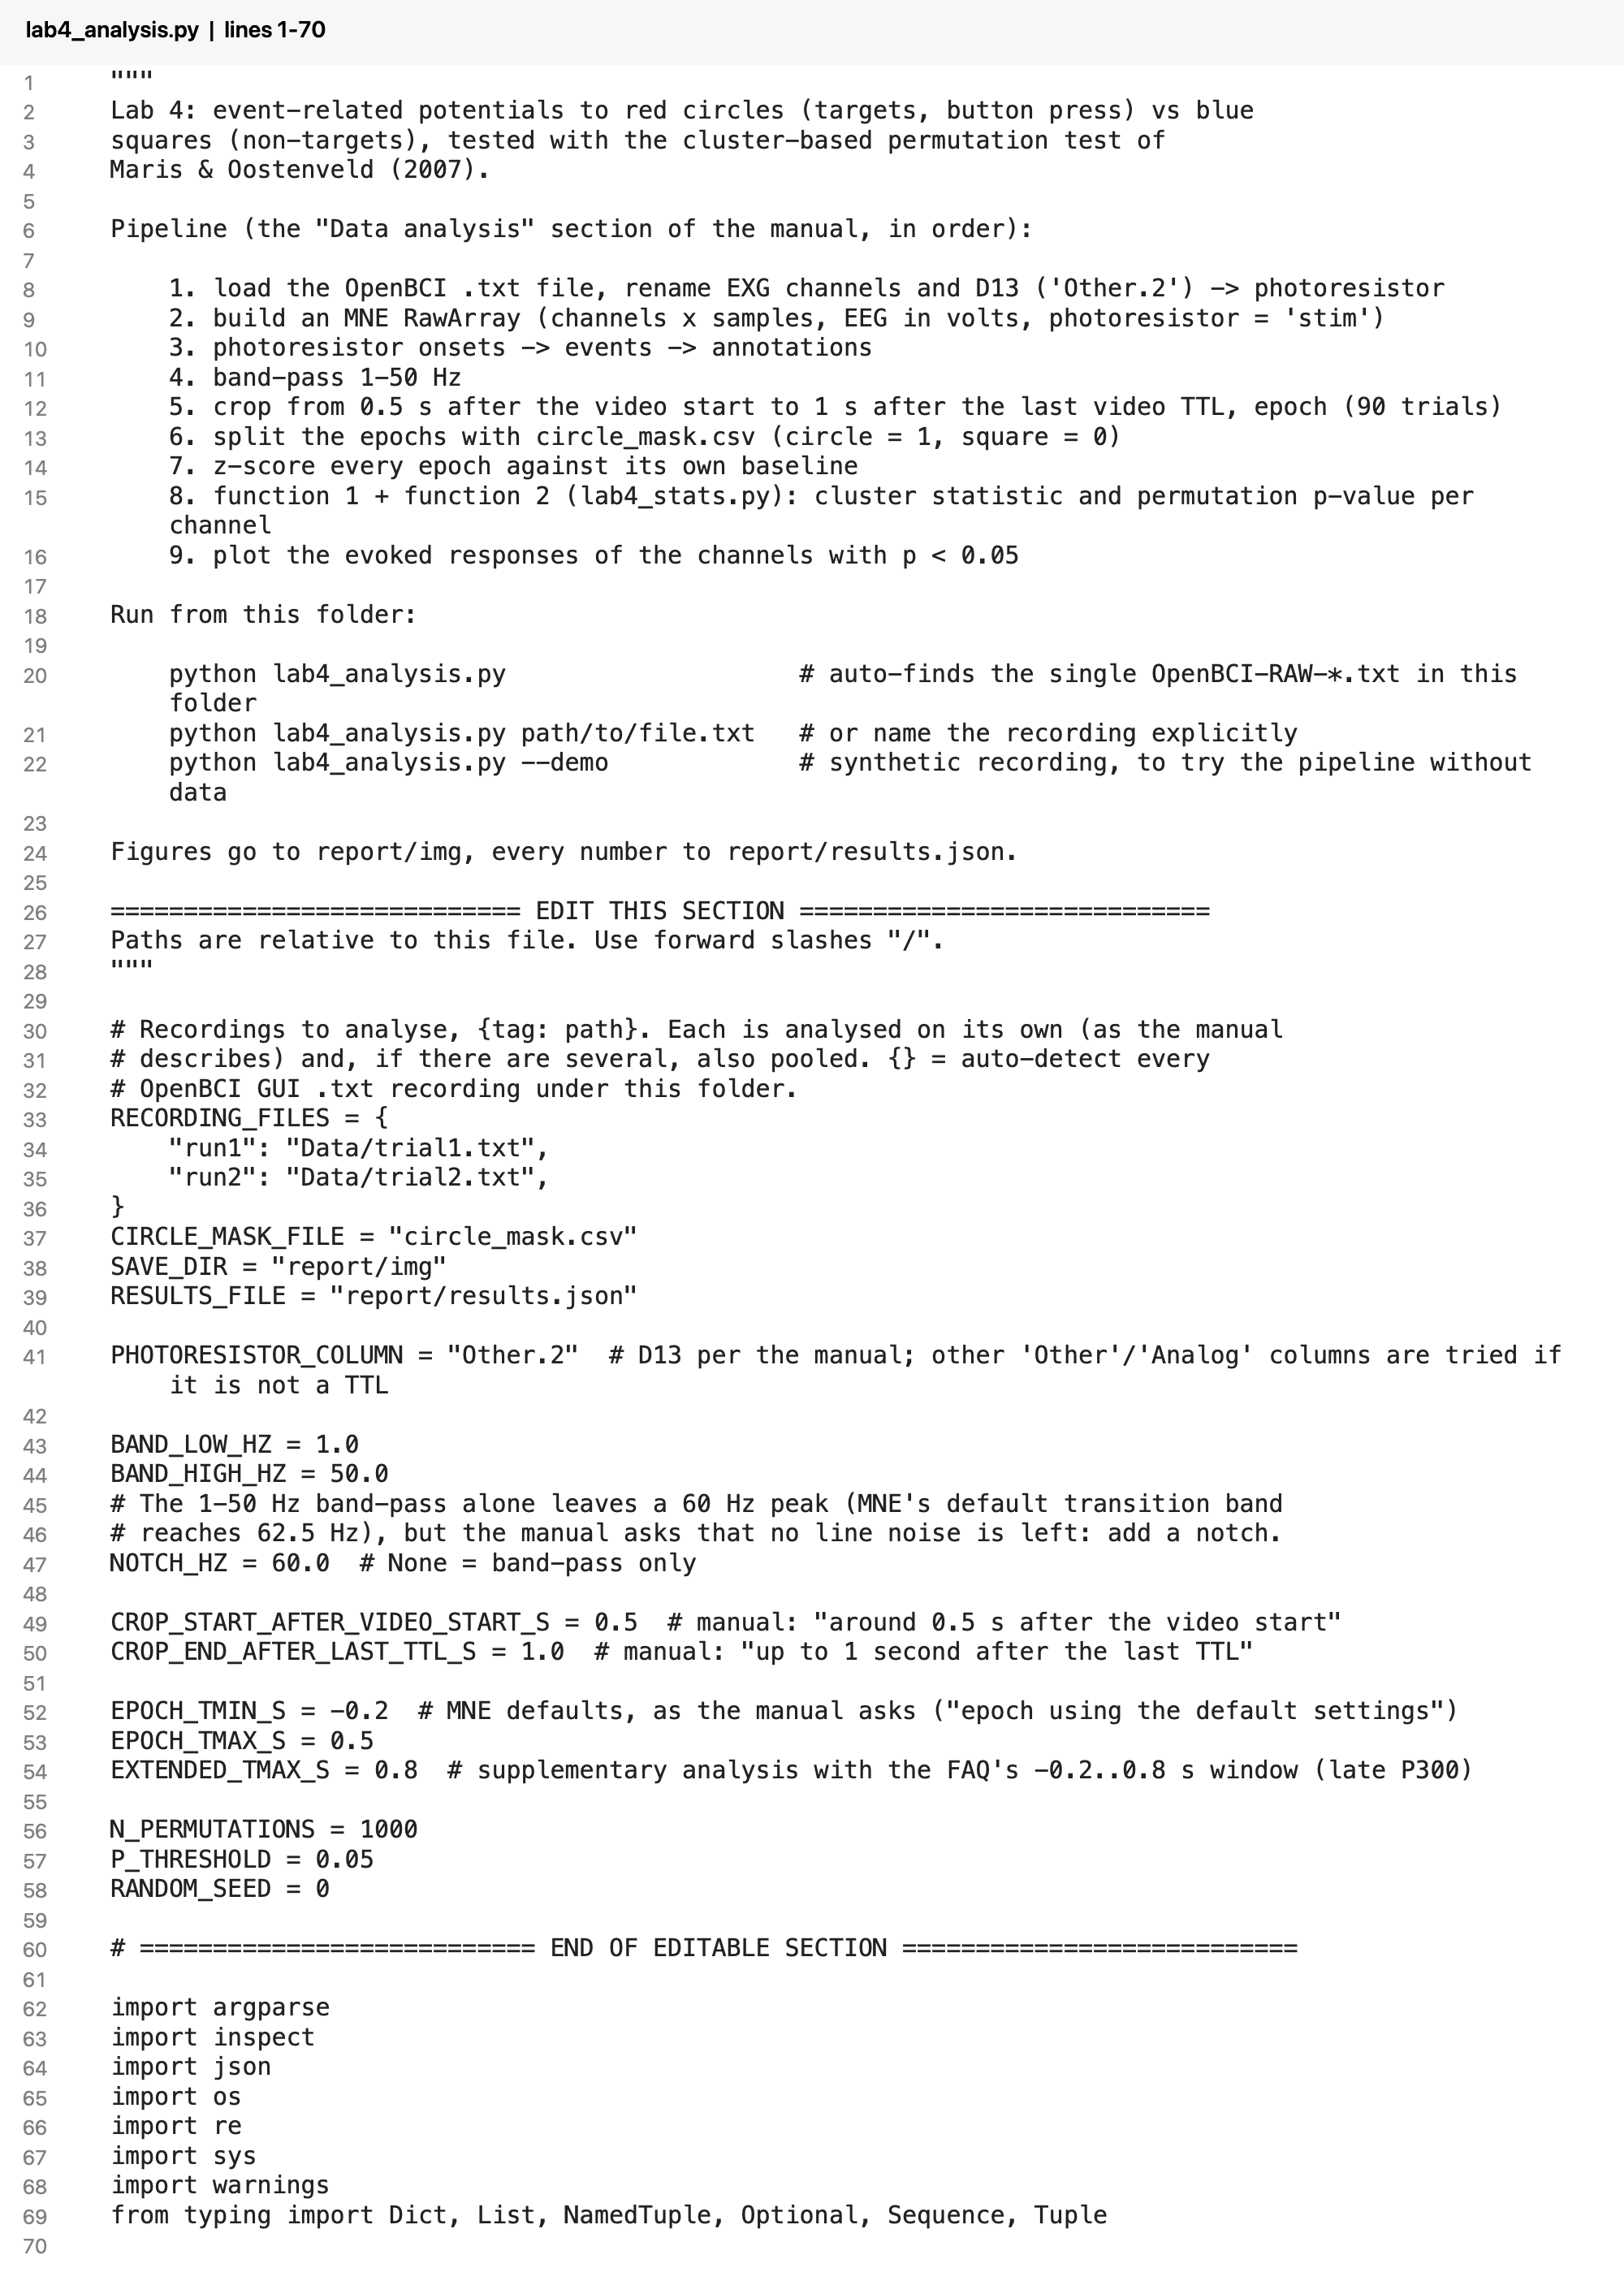 lab4_analysis.py | lines 1-70
1 """
2 Lab 4: event-related potentials to red circles (targets, button press) vs blue
3 squares (non-targets), tested with the cluster-based permutation test of
4 Maris & Oostenveld (2007).
5
6 Pipeline (the "Data analysis" section of the manual, in order):
7
8     1. load the OpenBCI .txt file, rename EXG channels and D13 ('Other.2') -> photoresistor
9     2. build an MNE RawArray (channels x samples, EEG in volts, photoresistor = 'stim')
10     3. photoresistor onsets -> events -> annotations
11     4. band-pass 1-50 Hz
12     5. crop from 0.5 s after the video start to 1 s after the last video TTL, epoch (90 trials)
13     6. split the epochs with circle_mask.csv (circle = 1, square = 0)
14     7. z-score every epoch against its own baseline
15     8. function 1 + function 2 (lab4_stats.py): cluster statistic and permutation p-value per
channel
16     9. plot the evoked responses of the channels with p < 0.05
17
18 Run from this folder:
19
20     python lab4_analysis.py                    # auto-finds the single OpenBCI-RAW-*.txt in this
folder
21     python lab4_analysis.py path/to/file.txt   # or name the recording explicitly
22     python lab4_analysis.py --demo             # synthetic recording, to try the pipeline without
data
23
24 Figures go to report/img, every number to report/results.json.
25
26 ============================ EDIT THIS SECTION ============================
27 Paths are relative to this file. Use forward slashes "/".
28 """
29
30 # Recordings to analyse, {tag: path}. Each is analysed on its own (as the manual
31 # describes) and, if there are several, also pooled. {} = auto-detect every
32 # OpenBCI GUI .txt recording under this folder.
33 RECORDING_FILES = {
34     "run1": "Data/trial1.txt",
35     "run2": "Data/trial2.txt",
36 }
37 CIRCLE_MASK_FILE = "circle_mask.csv"
38 SAVE_DIR = "report/img"
39 RESULTS_FILE = "report/results.json"
40
41 PHOTORESISTOR_COLUMN = "Other.2"  # D13 per the manual; other 'Other'/'Analog' columns are tried if
it is not a TTL
42
43 BAND_LOW_HZ = 1.0
44 BAND_HIGH_HZ = 50.0
45 # The 1-50 Hz band-pass alone leaves a 60 Hz peak (MNE's default transition band
46 # reaches 62.5 Hz), but the manual asks that no line noise is left: add a notch.
47 NOTCH_HZ = 60.0  # None = band-pass only
48
49 CROP_START_AFTER_VIDEO_START_S = 0.5  # manual: "around 0.5 s after the video start"
50 CROP_END_AFTER_LAST_TTL_S = 1.0  # manual: "up to 1 second after the last TTL"
51
52 EPOCH_TMIN_S = -0.2  # MNE defaults, as the manual asks ("epoch using the default settings")
53 EPOCH_TMAX_S = 0.5
54 EXTENDED_TMAX_S = 0.8  # supplementary analysis with the FAQ's -0.2..0.8 s window (late P300)
55
56 N_PERMUTATIONS = 1000
57 P_THRESHOLD = 0.05
58 RANDOM_SEED = 0
59
60 # =========================== END OF EDITABLE SECTION ===========================
61
62 import argparse
63 import inspect
64 import json
65 import os
66 import re
67 import sys
68 import warnings
69 from typing import Dict, List, NamedTuple, Optional, Sequence, Tuple
70